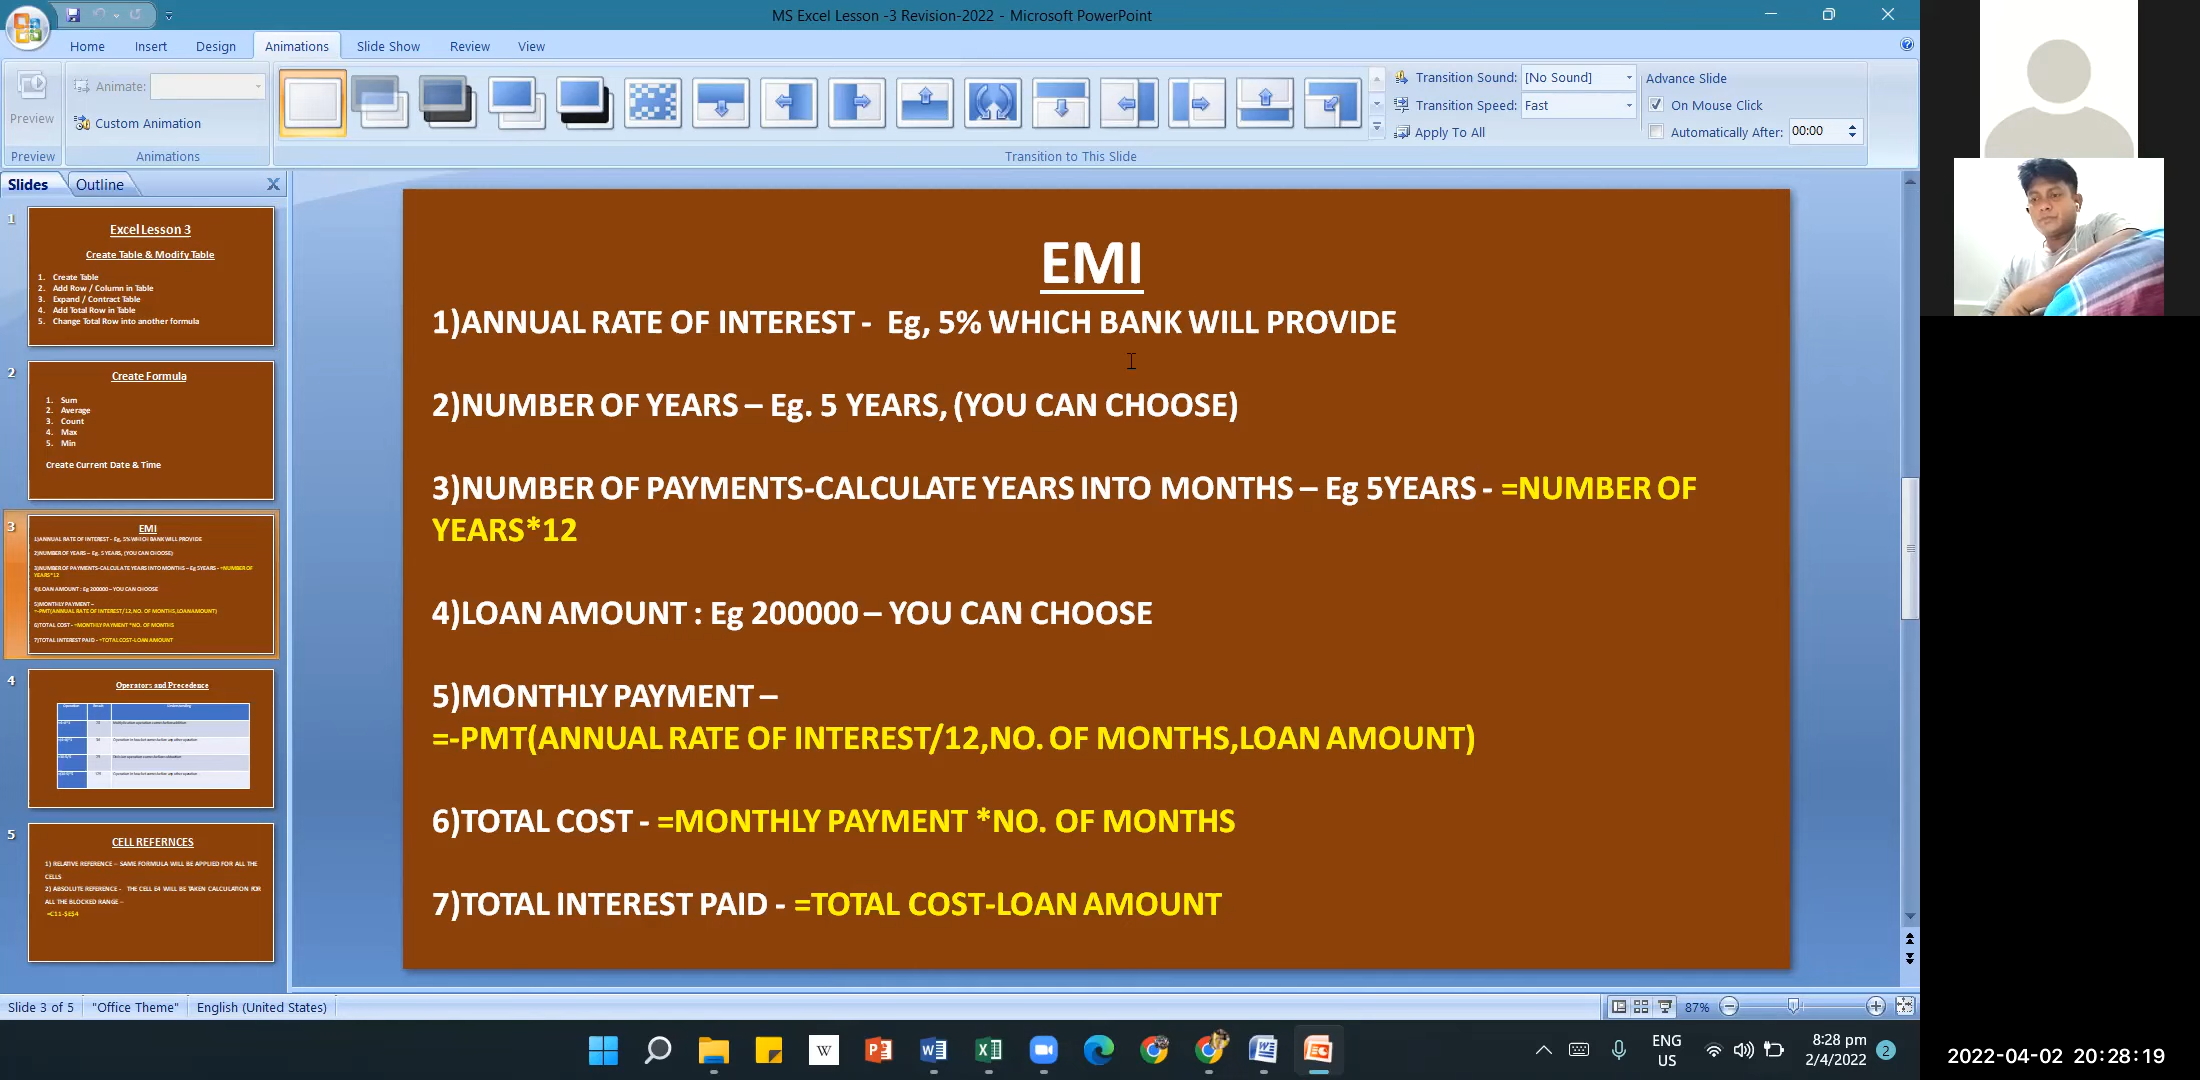 MS Excel Lesson -3 Revision-2022 - Microsoft PowerPoint
Home Insert Design Animations Slide Show Review View
Preview
Animate:
Custom Animation
Transition Sound: [No Sound]
Transition Speed: Fast
Apply To All
Advance Slide
On Mouse Click
Automatically After: 00:00
Preview Animations Transition to This Slide
Slides Outline
1
Excel Lesson 3
Create Table & Modify Table
1. Create Table
2. Add Row / Column in Table
3. Expand / Contract Table
4. Add Total Row in Table
5. Change Total Row into another formula
2
Create Formula
1. Sum
2. Average
3. Count
4. Max
5. Min
Create Current Date & Time
3
EMI
1)ANNUAL RATE OF INTEREST - Eg, 5% WHICH BANK WILL PROVIDE
2)NUMBER OF YEARS – Eg. 5 YEARS, (YOU CAN CHOOSE)
3)NUMBER OF PAYMENTS-CALCULATE YEARS INTO MONTHS – Eg 5YEARS - =NUMBER OF
YEARS*12
4)LOAN AMOUNT : Eg 200000 – YOU CAN CHOOSE
5)MONTHLY PAYMENT –
=-PMT(ANNUAL RATE OF INTEREST/12,NO. OF MONTHS,LOAN AMOUNT)
6)TOTAL COST - =MONTHLY PAYMENT *NO. OF MONTHS
7)TOTAL INTEREST PAID - =TOTAL COST-LOAN AMOUNT
4
Operators and Precedence
Operation Result Understanding
5
CELL REFERNCES
1) RELATIVE REFERENCE – SAME FORMULA WILL BE APPLIED FOR ALL THE
CELLS
2) ABSOLUTE REFERENCE - THE CELL E4 WILL BE TAKEN CALCULATION FOR
ALL THE BLOCKED RANGE –
=C11-$E$4
EMI
1)ANNUAL RATE OF INTEREST - Eg, 5% WHICH BANK WILL PROVIDE
2)NUMBER OF YEARS – Eg. 5 YEARS, (YOU CAN CHOOSE)
3)NUMBER OF PAYMENTS-CALCULATE YEARS INTO MONTHS – Eg 5YEARS - =NUMBER OF
YEARS*12
4)LOAN AMOUNT : Eg 200000 – YOU CAN CHOOSE
5)MONTHLY PAYMENT –
=-PMT(ANNUAL RATE OF INTEREST/12,NO. OF MONTHS,LOAN AMOUNT)
6)TOTAL COST - =MONTHLY PAYMENT *NO. OF MONTHS
7)TOTAL INTEREST PAID - =TOTAL COST-LOAN AMOUNT
Slide 3 of 5 "Office Theme" English (United States) 87%
ENG
US
8:28 pm
2/4/2022
2
2022-04-02 20:28:19